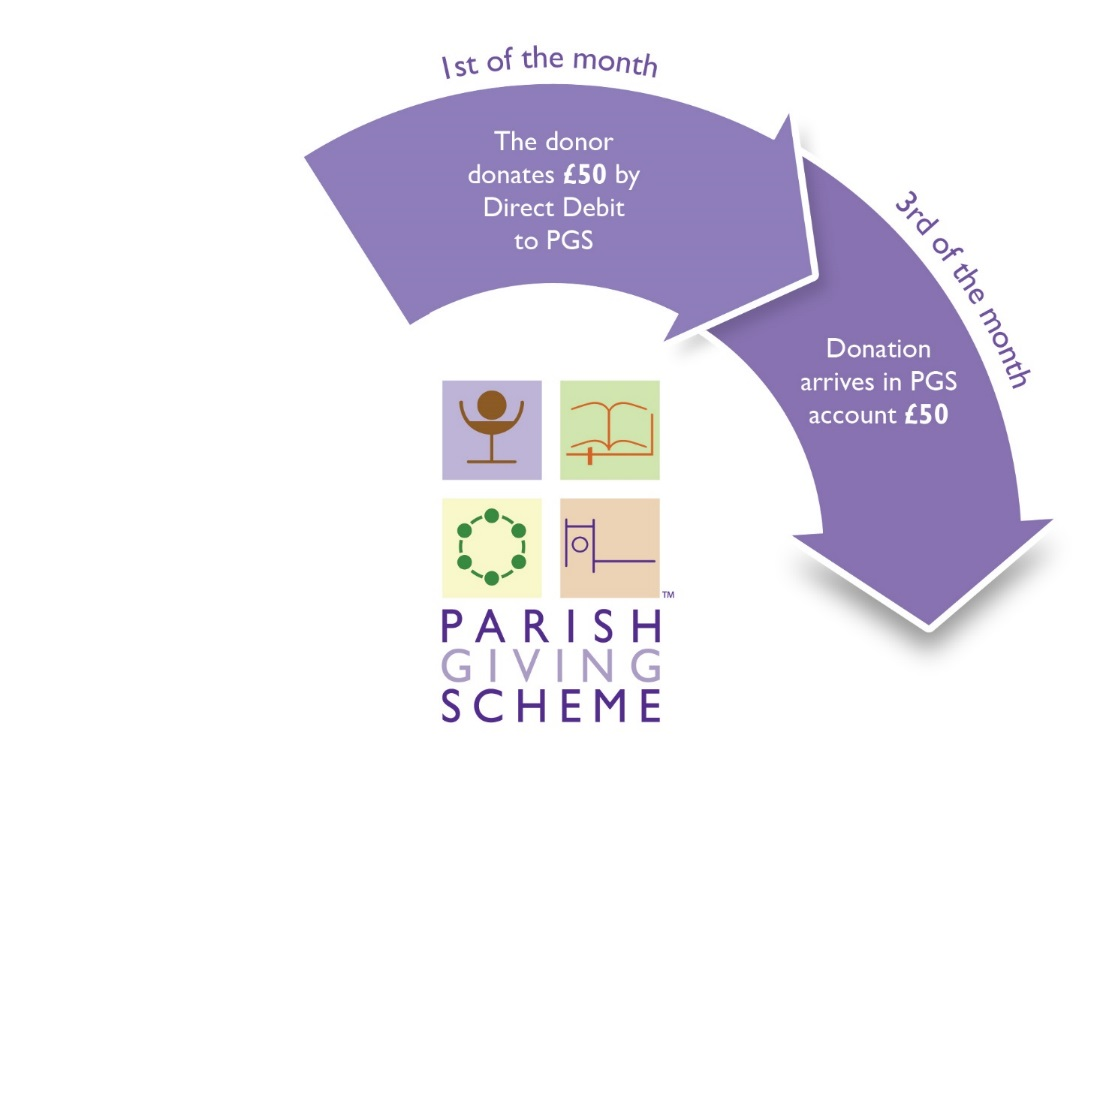 1st of the month
The donor
donates £50 by
Direct Debit
to PGS
3rd of the month
Donation
arrives in PGS
account £50
TM
PARISH
GIVING
SCHEME